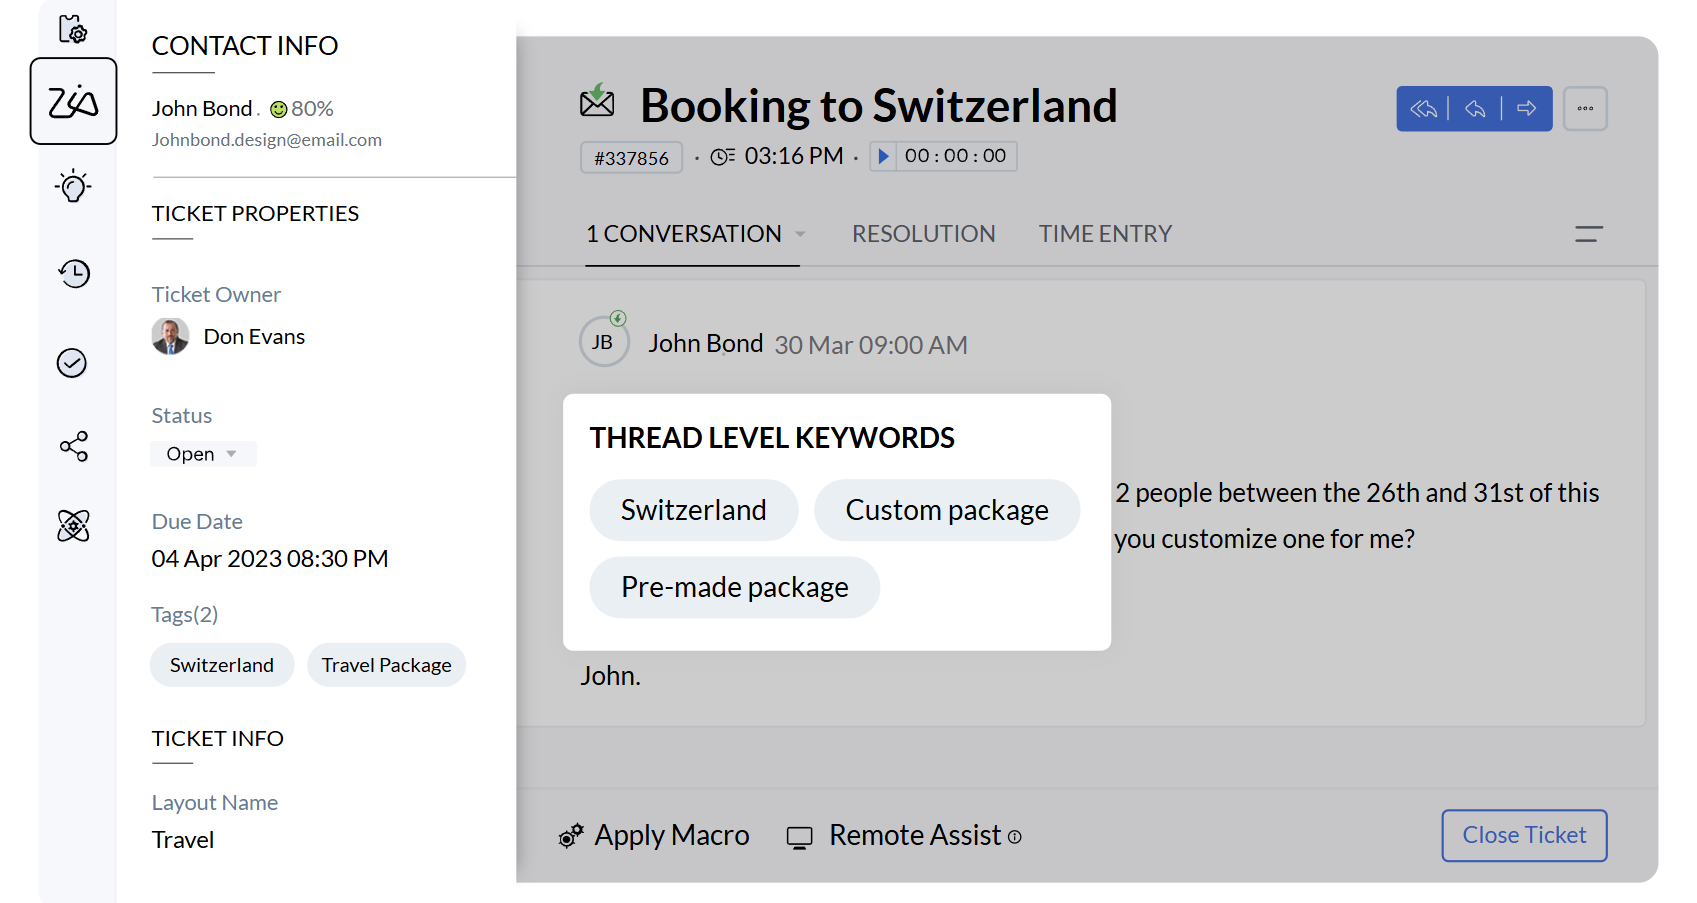 Zia
CONTACT INFO
John Bond . 80%
Johnbond.design@email.com
TICKET PROPERTIES
Ticket Owner
Don Evans
Status
Open
Due Date
04 Apr 2023 08:30 PM
Tags(2)
Switzerland Travel Package
TICKET INFO
Layout Name
Travel
Booking to Switzerland
#337856 · 03:16 PM · 00:00:00
1 CONVERSATION RESOLUTION TIME ENTRY
JB John Bond 30 Mar 09:00 AM
THREAD LEVEL KEYWORDS
Switzerland Custom package
Pre-made package
2 people between the 26th and 31st of this
you customize one for me?
John.
Apply Macro Remote Assist
Close Ticket